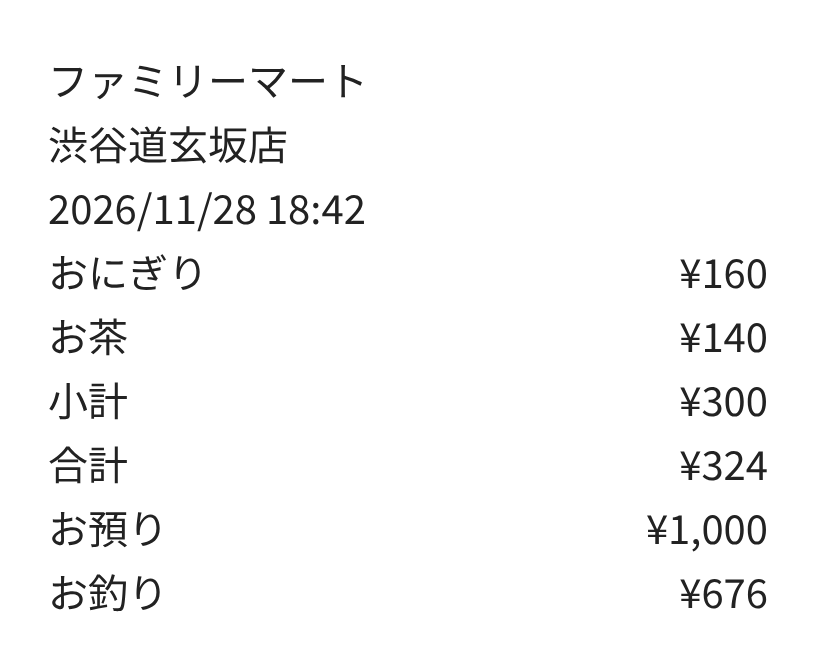 ファミリーマート
渋谷道玄坂店
2026/11/28 18:42
おにぎり ¥160
お茶 ¥140
小計 ¥300
合計 ¥324
お預り ¥1,000
お釣り ¥676